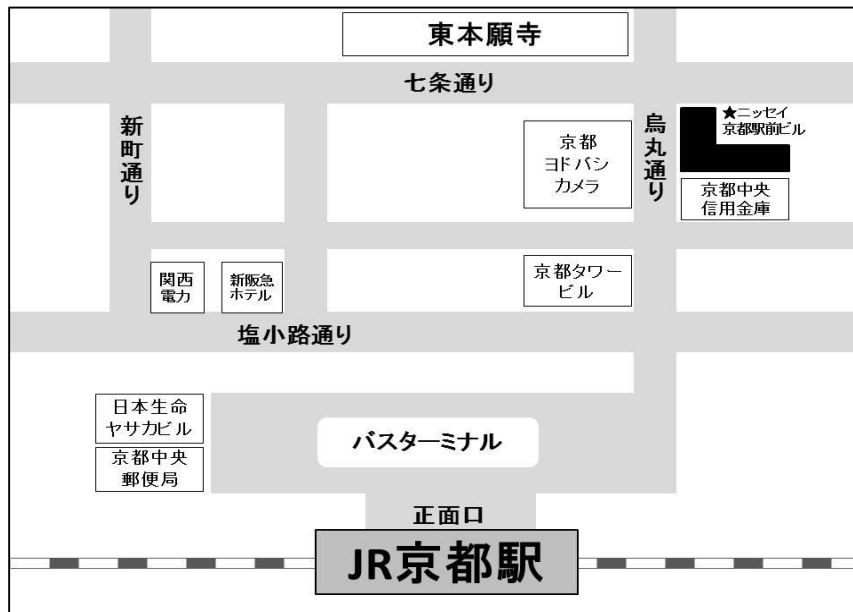 東本願寺
七条通り
新町通り
烏丸通り
★ニッセイ
京都駅前ビル
京都
ヨドバシ
カメラ
京都中央
信用金庫
関西
電力
新阪急
ホテル
京都タワー
ビル
塩小路通り
日本生命
ヤサカビル
京都中央
郵便局
バスターミナル
正面口
JR京都駅